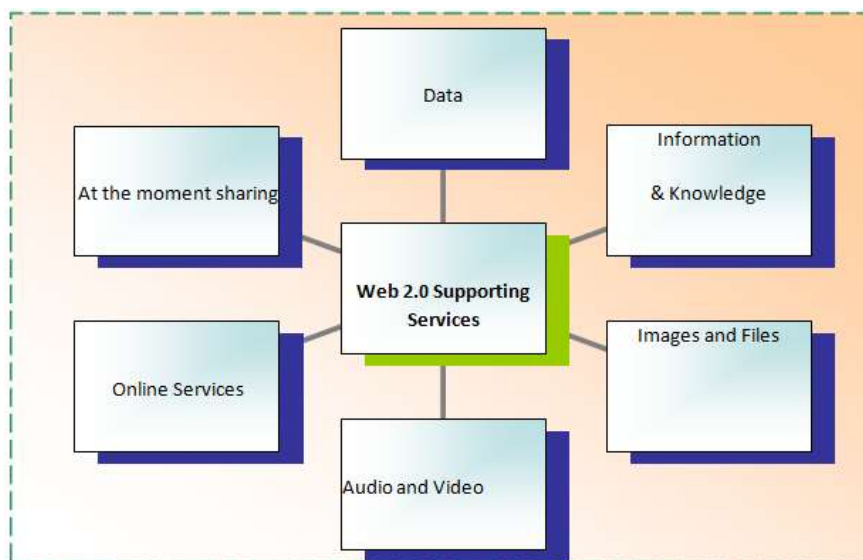 Data
Information
& Knowledge
At the moment sharing
Web 2.0 Supporting
Services
Images and Files
Online Services
Audio and Video